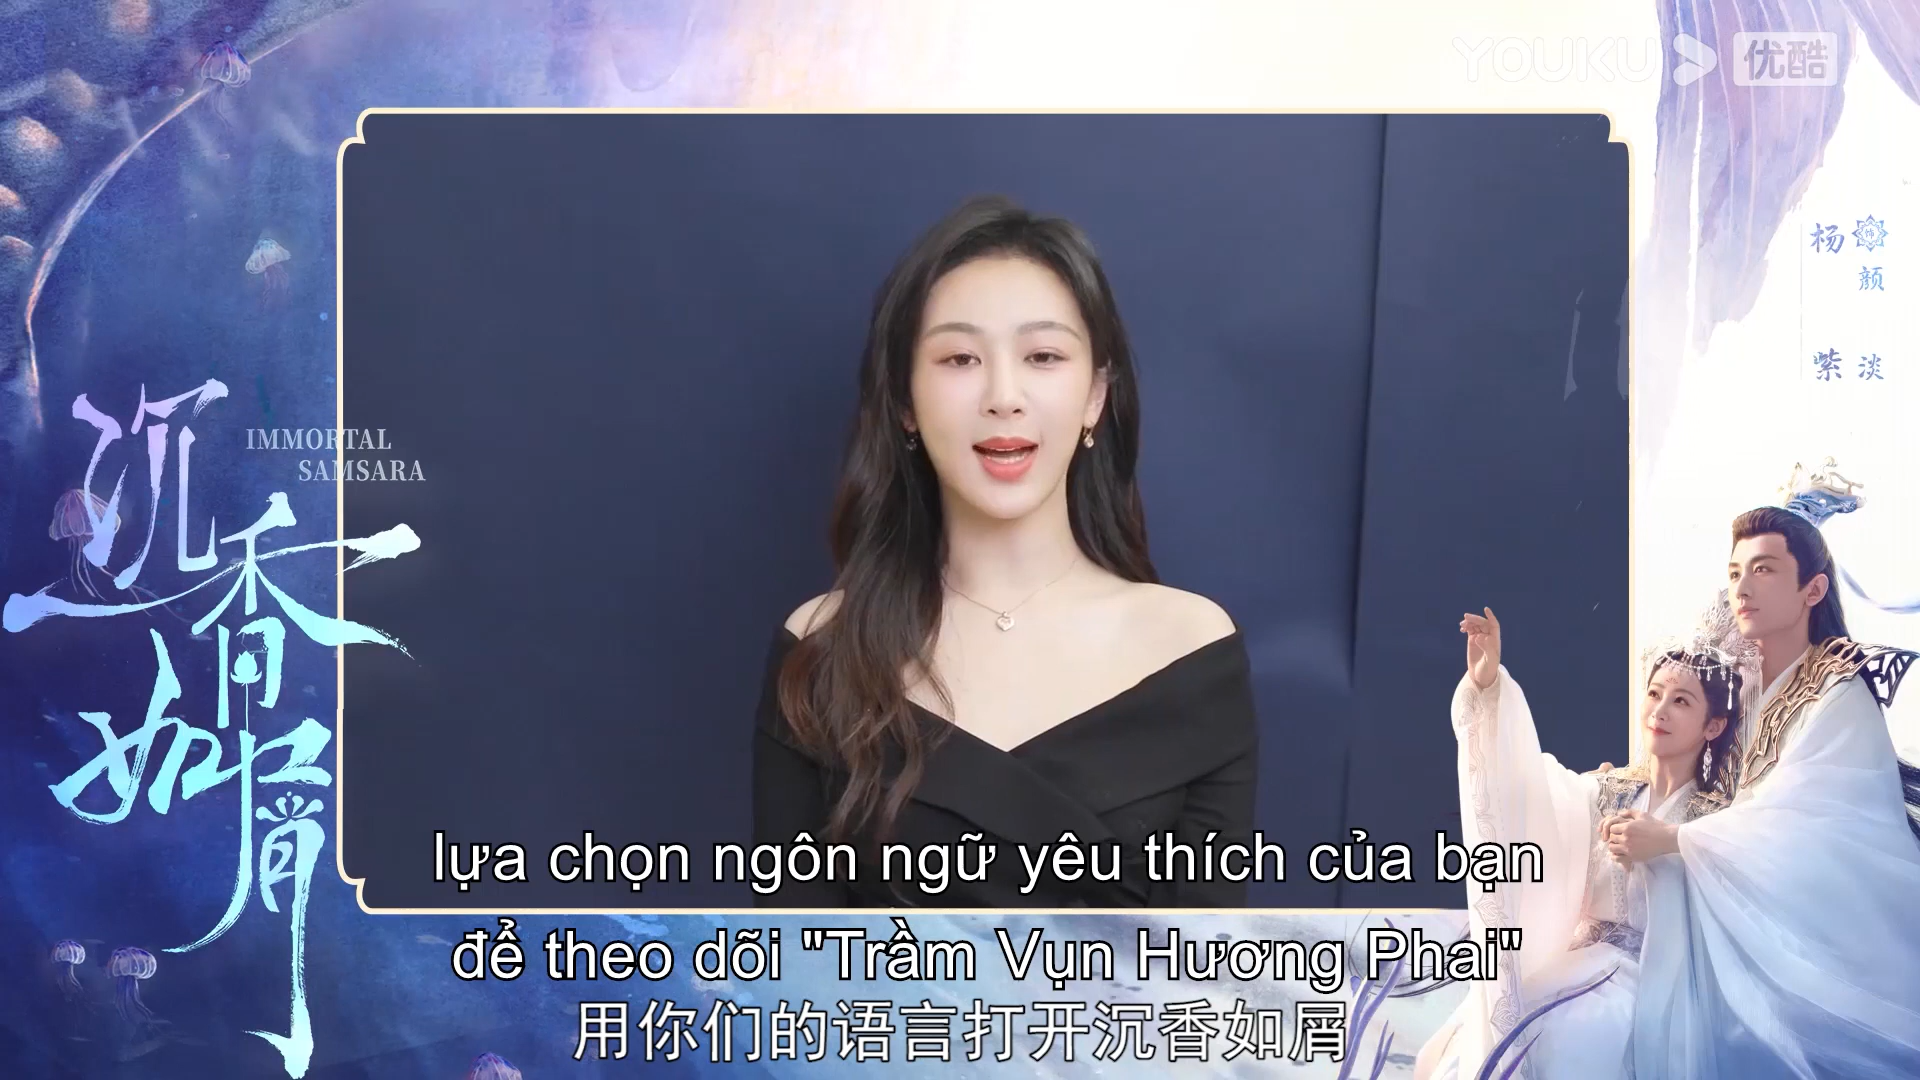 YOUKU 优酷
杨紫
饰
颜淡
沉香如屑
IMMORTAL
SAMSARA
lựa chọn ngôn ngữ yêu thích của bạn
để theo dõi "Trầm Vụn Hương Phai"
用你们的语言打开沉香如屑